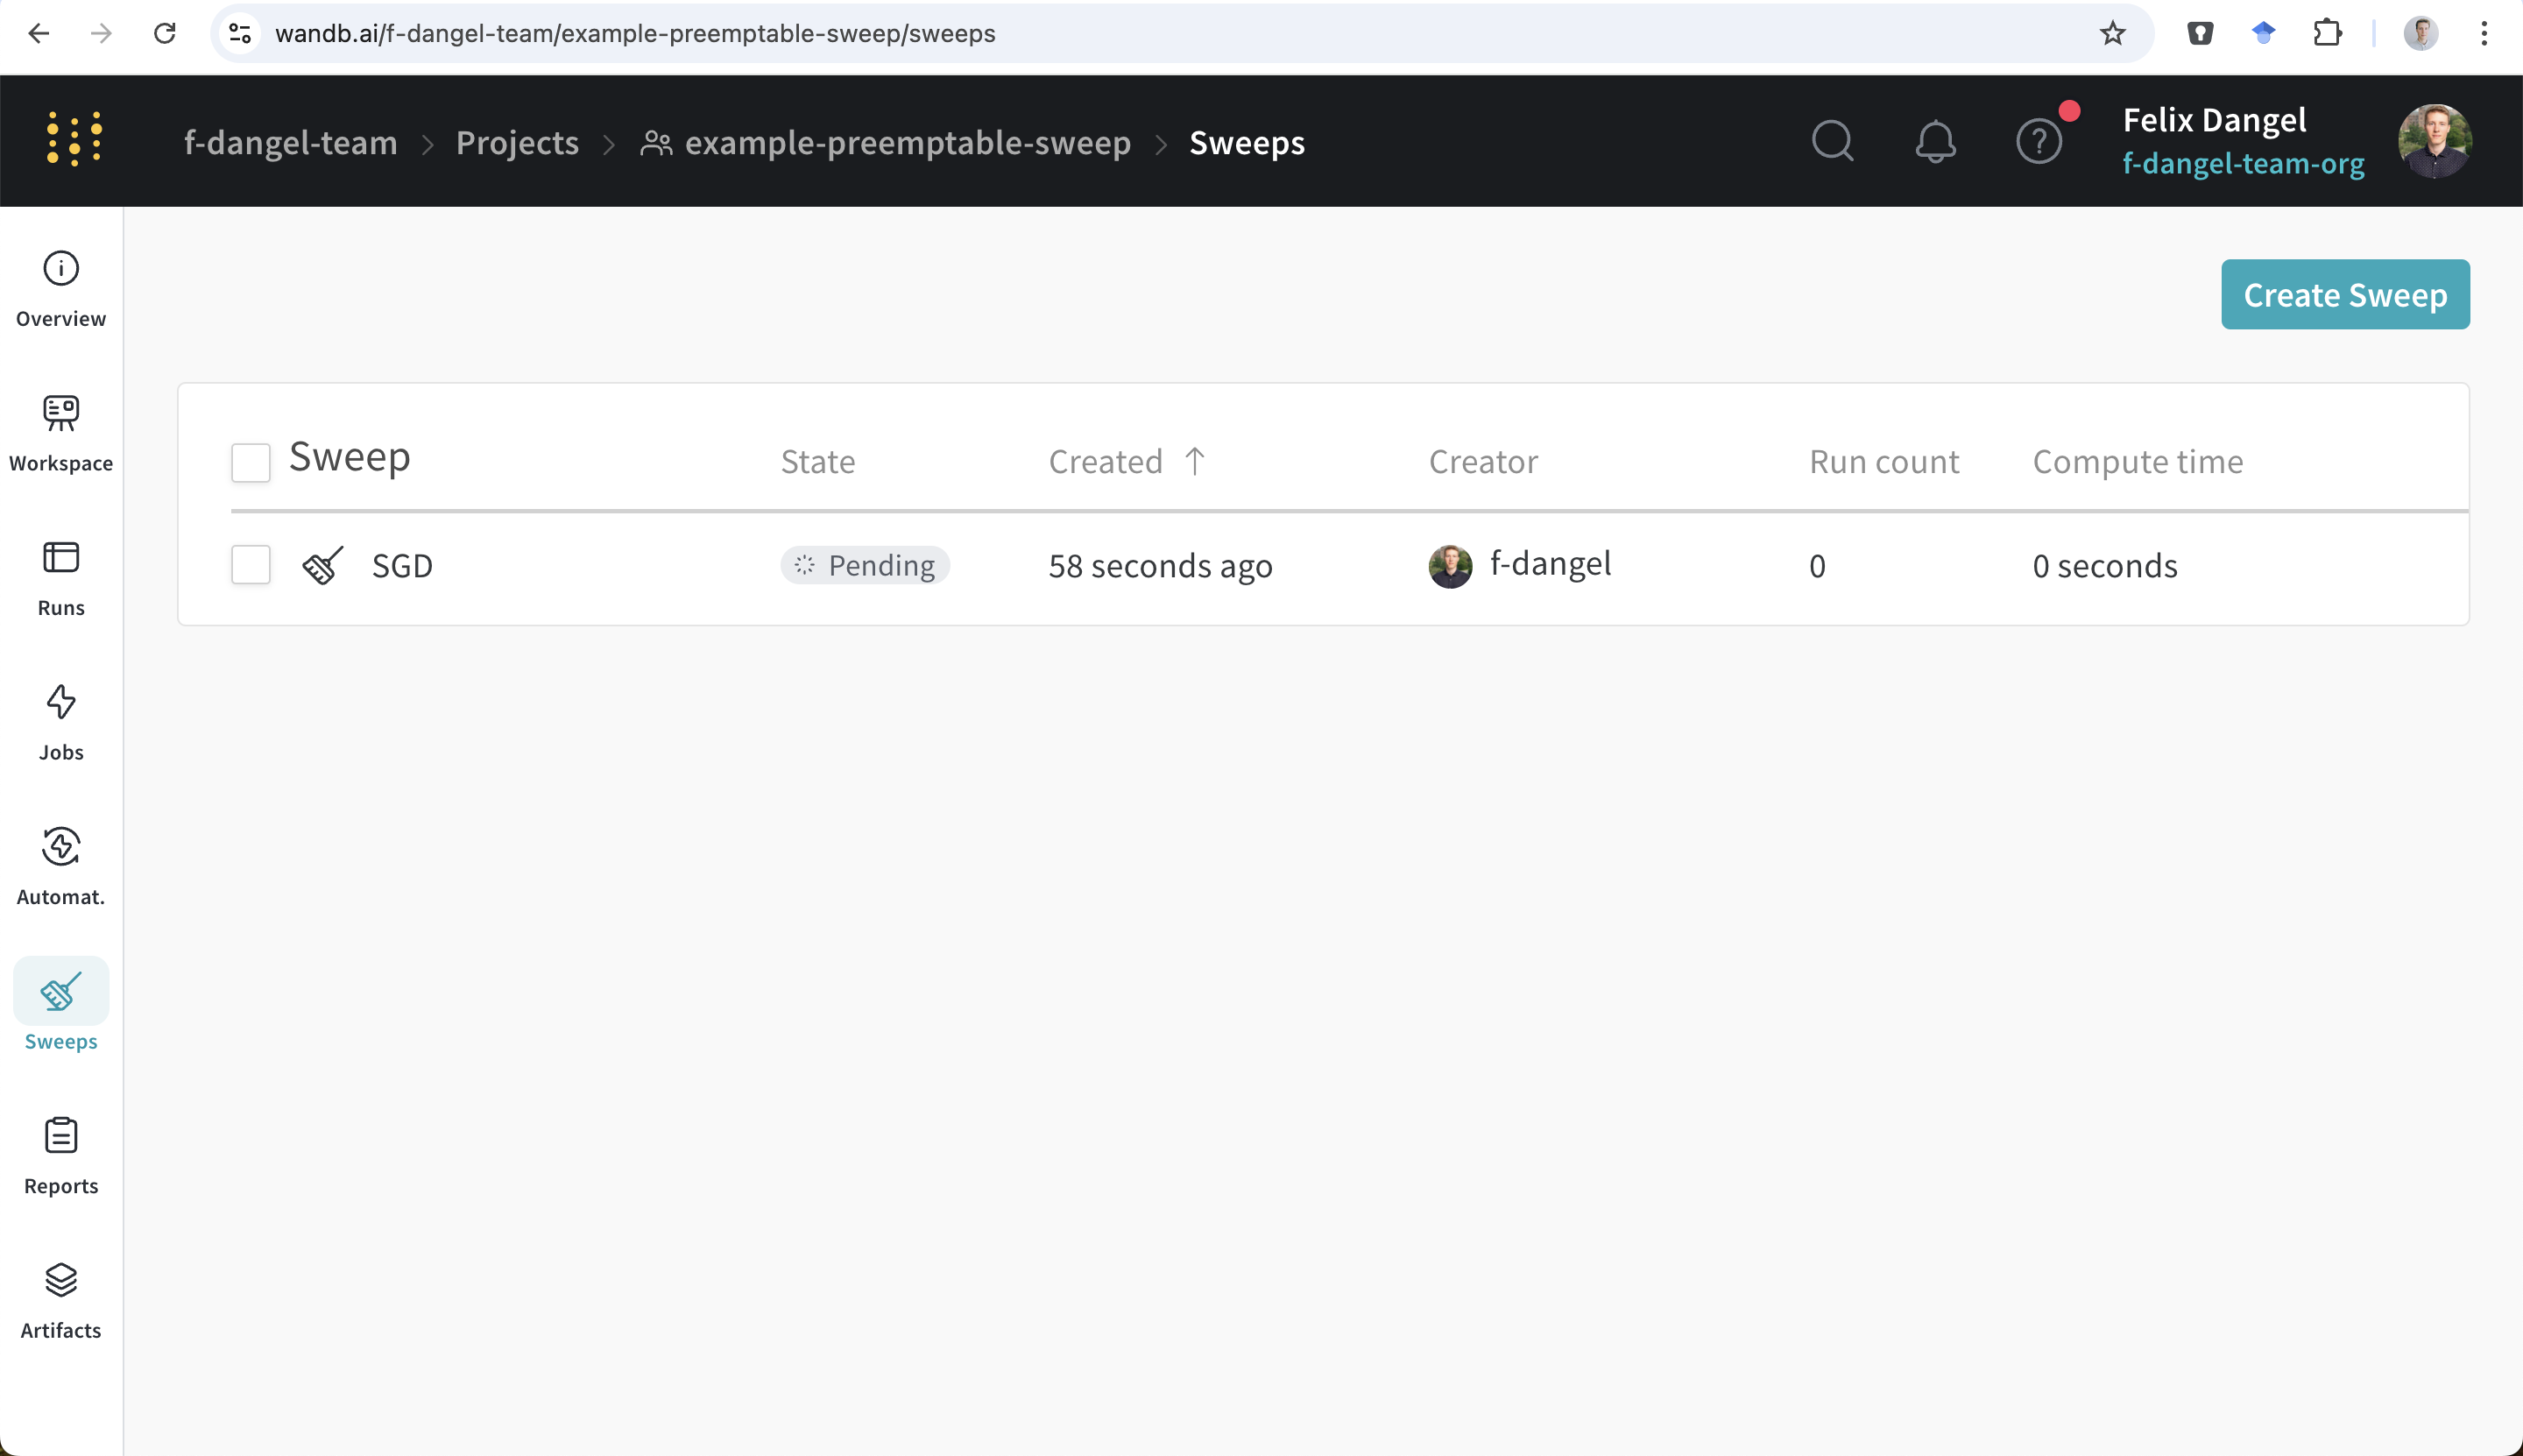 wandb.ai/f-dangel-team/example-preemptable-sweep/sweeps
f-dangel-team > Projects > example-preemptable-sweep > Sweeps
Felix Dangel
f-dangel-team-org
Overview
Workspace
Runs
Jobs
Automat.
Sweeps
Reports
Artifacts
Create Sweep
Sweep State Created ↑ Creator Run count Compute time
SGD Pending 58 seconds ago f-dangel 0 0 seconds